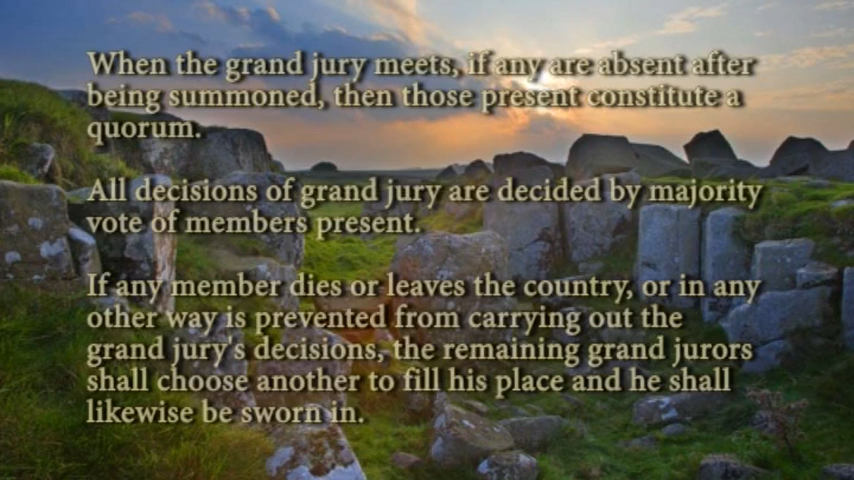 When the grand jury meets, if any are absent after
being summoned, then those present constitute a
quorum.
All decisions of grand jury are decided by majority
vote of members present.
If any member dies or leaves the country, or in any
other way is prevented from carrying out the
grand jury's decisions, the remaining grand jurors
shall choose another to fill his place and he shall
likewise be sworn in.